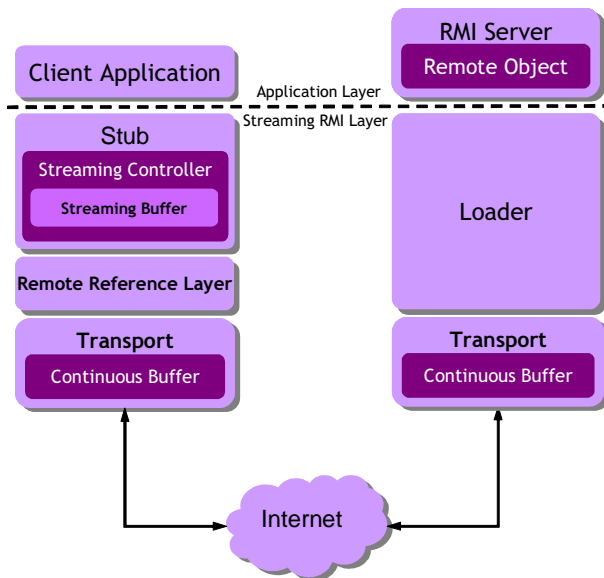 RMI Server
Client Application
Remote Object
Application Layer
Streaming RMI Layer
Stub
Streaming Controller
Streaming Buffer
Loader
Remote Reference Layer
Transport
Continuous Buffer
Transport
Continuous Buffer
Internet